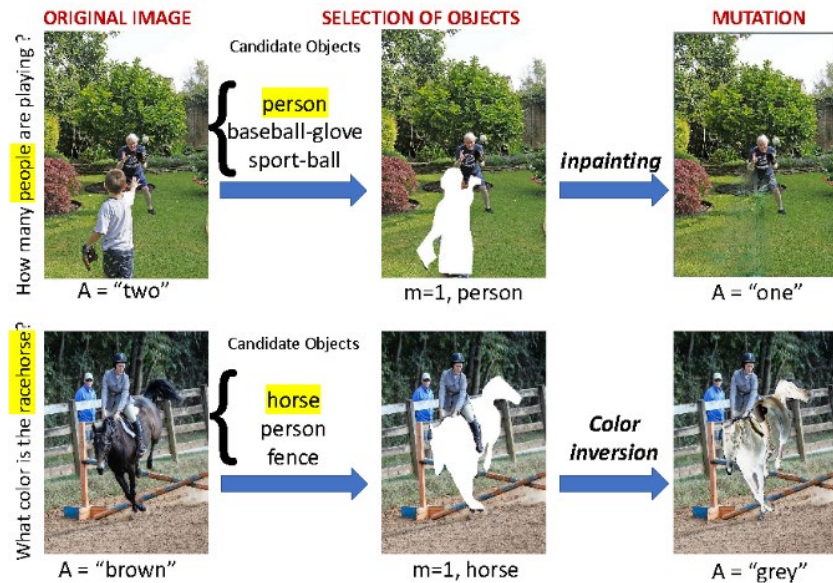 ORIGINAL IMAGE
SELECTION OF OBJECTS
MUTATION
How many people are playing ?
Candidate Objects
person
baseball-glove
sport-ball
inpainting
A = “two”
m=1, person
A = “one”
What color is the racehorse?
Candidate Objects
horse
person
fence
Color
inversion
A = “brown”
m=1, horse
A = “grey”